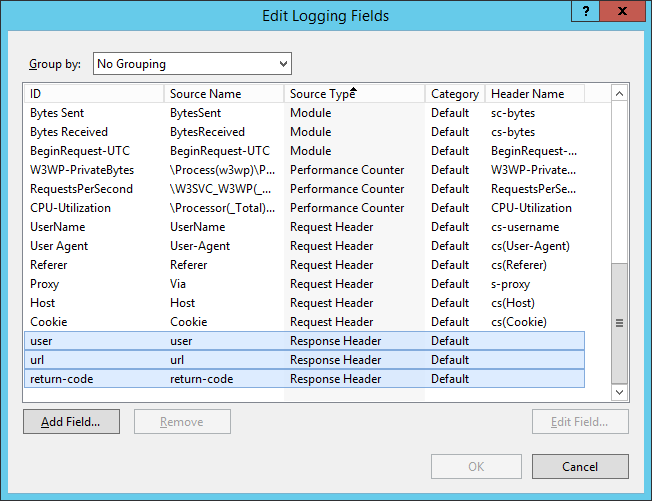 Edit Logging Fields
? X
Group by: No Grouping
ID Source Name Source Type Category Header Name
Bytes Sent BytesSent Module Default sc-bytes
Bytes Received BytesReceived Module Default cs-bytes
BeginRequest-UTC BeginRequest-UTC Module Default BeginRequest-...
W3WP-PrivateBytes \Process(w3wp)\P... Performance Counter Default W3WP-Private...
RequestsPerSecond \W3SVC_W3WP(_... Performance Counter Default RequestsPerSe...
CPU-Utilization \Processor(_Total)... Performance Counter Default CPU-Utilization
UserName UserName Request Header Default cs-username
User Agent User-Agent Request Header Default cs(User-Agent)
Referer Referer Request Header Default cs(Referer)
Proxy Via Request Header Default s-proxy
Host Host Request Header Default cs(Host)
Cookie Cookie Request Header Default cs(Cookie)
user user Response Header Default
url url Response Header Default
return-code return-code Response Header Default
Add Field... Remove Edit Field...
OK Cancel